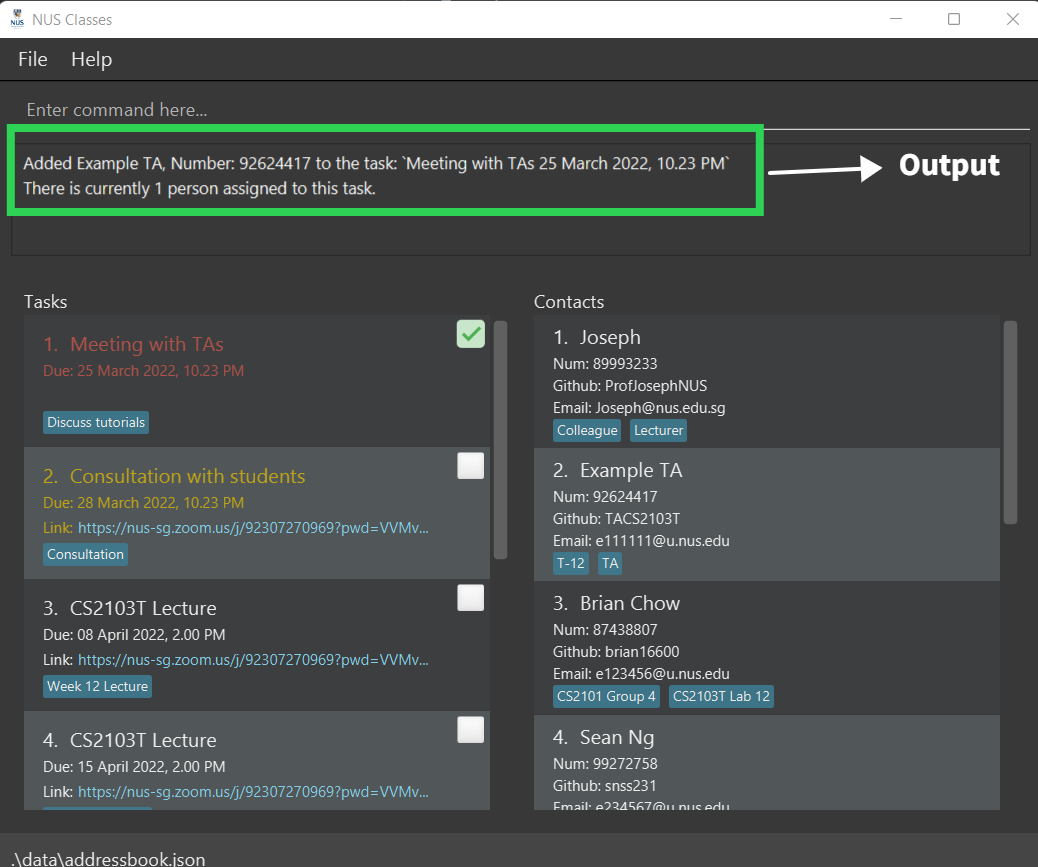 NUS
NUS Classes
File Help
Enter command here...
Added Example TA, Number: 92624417 to the task: `Meeting with TAs 25 March 2022, 10.23 PM`
There is currently 1 person assigned to this task.
Output
Tasks
1. Meeting with TAs
Due: 25 March 2022, 10.23 PM
Discuss tutorials
2. Consultation with students
Due: 28 March 2022, 10.23 PM
Link: https://nus-sg.zoom.us/j/92307270969?pwd=VVMv...
Consultation
3. CS2103T Lecture
Due: 08 April 2022, 2.00 PM
Link: https://nus-sg.zoom.us/j/92307270969?pwd=VVMv...
Week 12 Lecture
4. CS2103T Lecture
Due: 15 April 2022, 2.00 PM
Link: https://nus-sg.zoom.us/j/92307270969?pwd=VVMv...
Contacts
1. Joseph
Num: 89993233
Github: ProfJosephNUS
Email: Joseph@nus.edu.sg
Colleague Lecturer
2. Example TA
Num: 92624417
Github: TACS2103T
Email: e111111@u.nus.edu
T-12 TA
3. Brian Chow
Num: 87438807
Github: brian16600
Email: e123456@u.nus.edu
CS2101 Group 4 CS2103T Lab 12
4. Sean Ng
Num: 99272758
Github: snss231
Email: e234567@u.nus.edu
.\data\addressbook.json